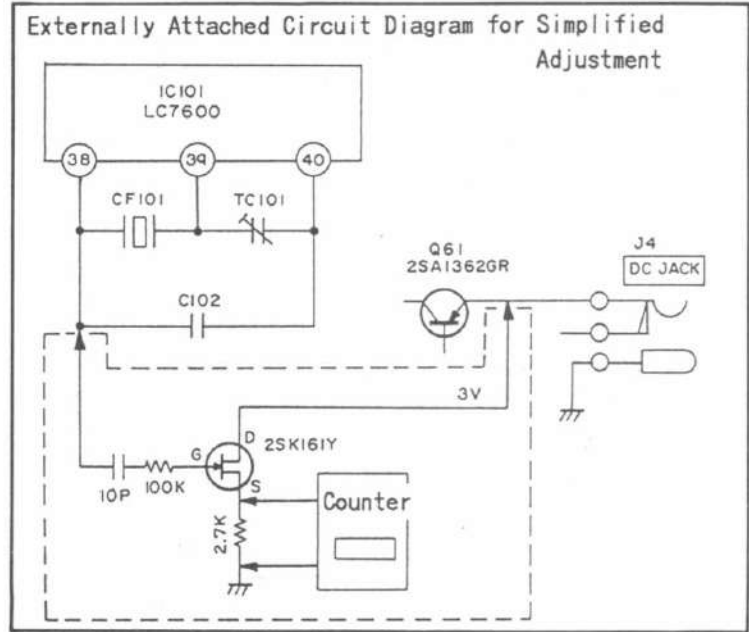 Externally Attached Circuit Diagram for Simplified
Adjustment
IC101
LC7600
38 39 40
CF101 TC101
C102
Q61
2SA1362GR
J4
DC JACK
3V
D
2SK161Y
G
S
10P
100K
2.7K
Counter